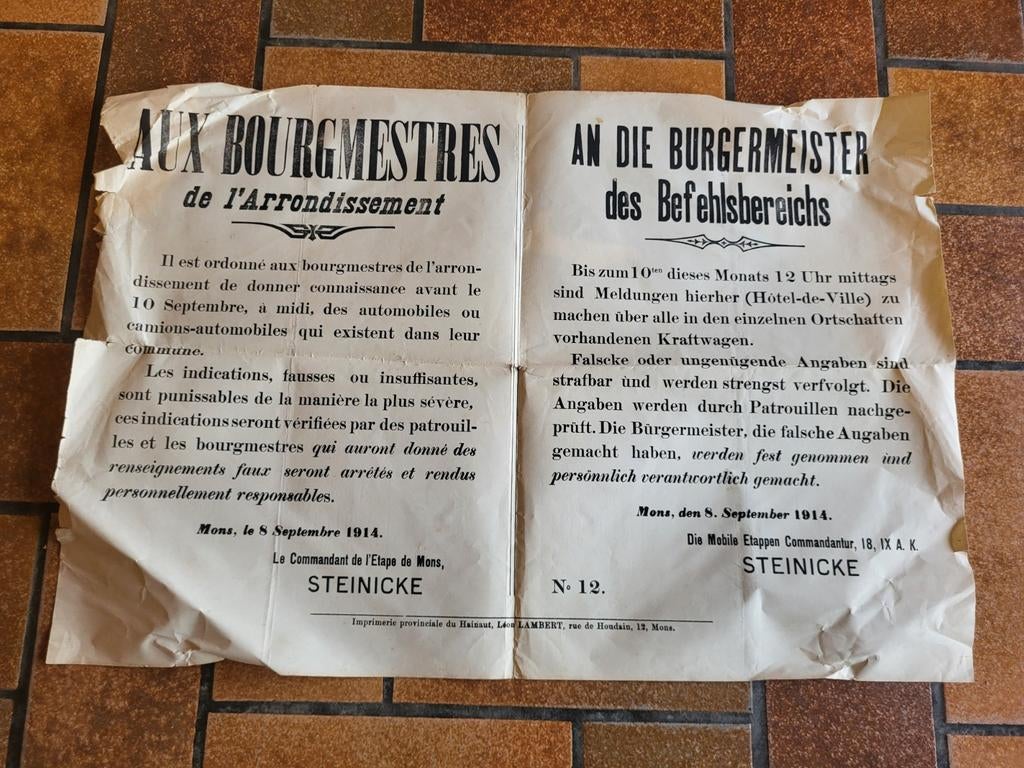 AUX BOURGMESTRES
de l'Arrondissement
Il est ordonné aux bourgmestres de l'arron-
dissement de donner connaissance avant le
10 Septembre, à midi, des automobiles ou
camions-automobiles qui existent dans leur
commune.
Les indications, fausses ou insuffisantes,
sont punissables de la manière la plus sévère,
ces indications seront vérifiées par des patrouil-
les et les bourgmestres qui auront donné des
renseignements faux seront arrêtés et rendus
personnellement responsables.
Mons, le 8 Septembre 1914.
Le Commandant de l'Etape de Mons,
STEINICKE
AN DIE BURGERMEISTER
des Befehlsbereichs
Bis zum 10ten dieses Monats 12 Uhr mittags
sind Meldungen hierher (Hôtel-de-Ville) zu
machen über alle in den einzelnen Ortschaften
vorhandenen Kraftwagen.
Falscke oder ungenügende Angaben sind
strafbar ünd werden strengst verfvolgt. Die
Angaben werden durch Patrouillen nachge-
prüft. Die Bürgermeister, die falsche Augaben
gemacht haben, werden fest genommen ünd
persönnlich verantwortlich gemacht.
Mons, den 8. September 1914.
Die Mobile Etappen Commandantur, 18, IX A. K.
STEINICKE
No 12.
Imprimerie provinciale du Hainaut, Léon LAMBERT, rue de Houdain, 12, Mons.